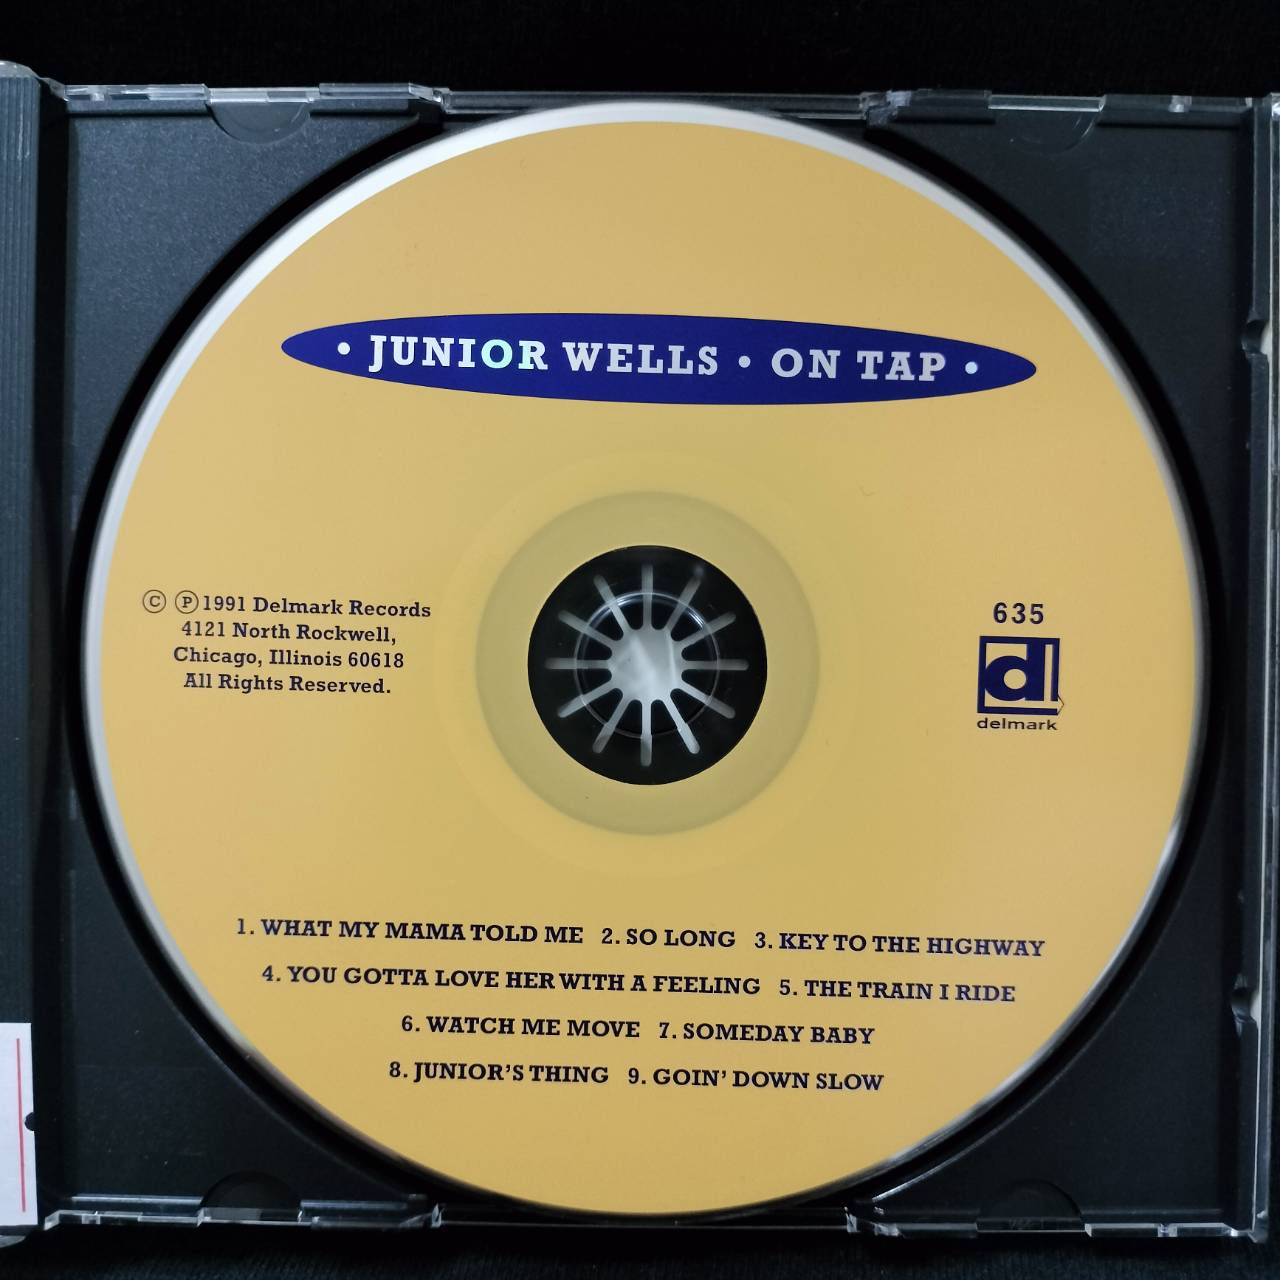 • JUNIOR WELLS • ON TAP •
© ℗ 1991 Delmark Records
4121 North Rockwell,
Chicago, Illinois 60618
All Rights Reserved.
635
d
delmark
1. WHAT MY MAMA TOLD ME 2. SO LONG 3. KEY TO THE HIGHWAY
4. YOU GOTTA LOVE HER WITH A FEELING 5. THE TRAIN I RIDE
6. WATCH ME MOVE 7. SOMEDAY BABY
8. JUNIOR'S THING 9. GOIN' DOWN SLOW